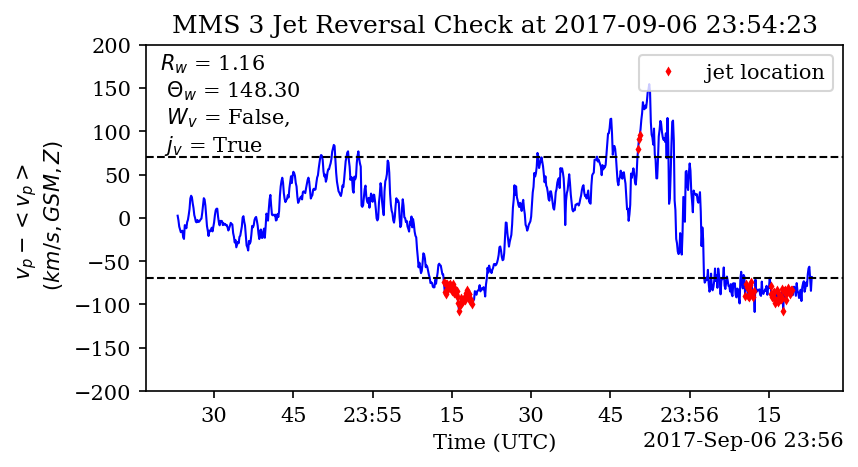 MMS 3 Jet Reversal Check at 2017-09-06 23:54:23
200
150
100
50
0
−50
−100
−150
−200
v_p − < v_p >
(km/s, GSM, Z)
R_w = 1.16
Θ_w = 148.30
W_v = False,
j_v = True
jet location
30 45 23:55 15 30 45 23:56 15
Time (UTC)
2017-Sep-06 23:56